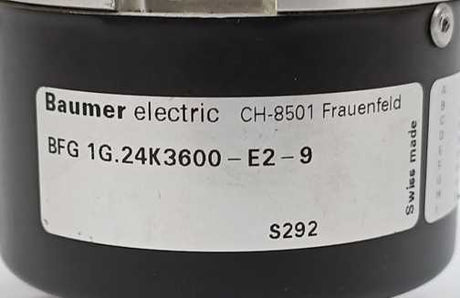 Baumer electric CH-8501 Frauenfeld
BFG 1G.24K3600-E2-9
S292
Swiss made
A
B
C
D
E
F
G